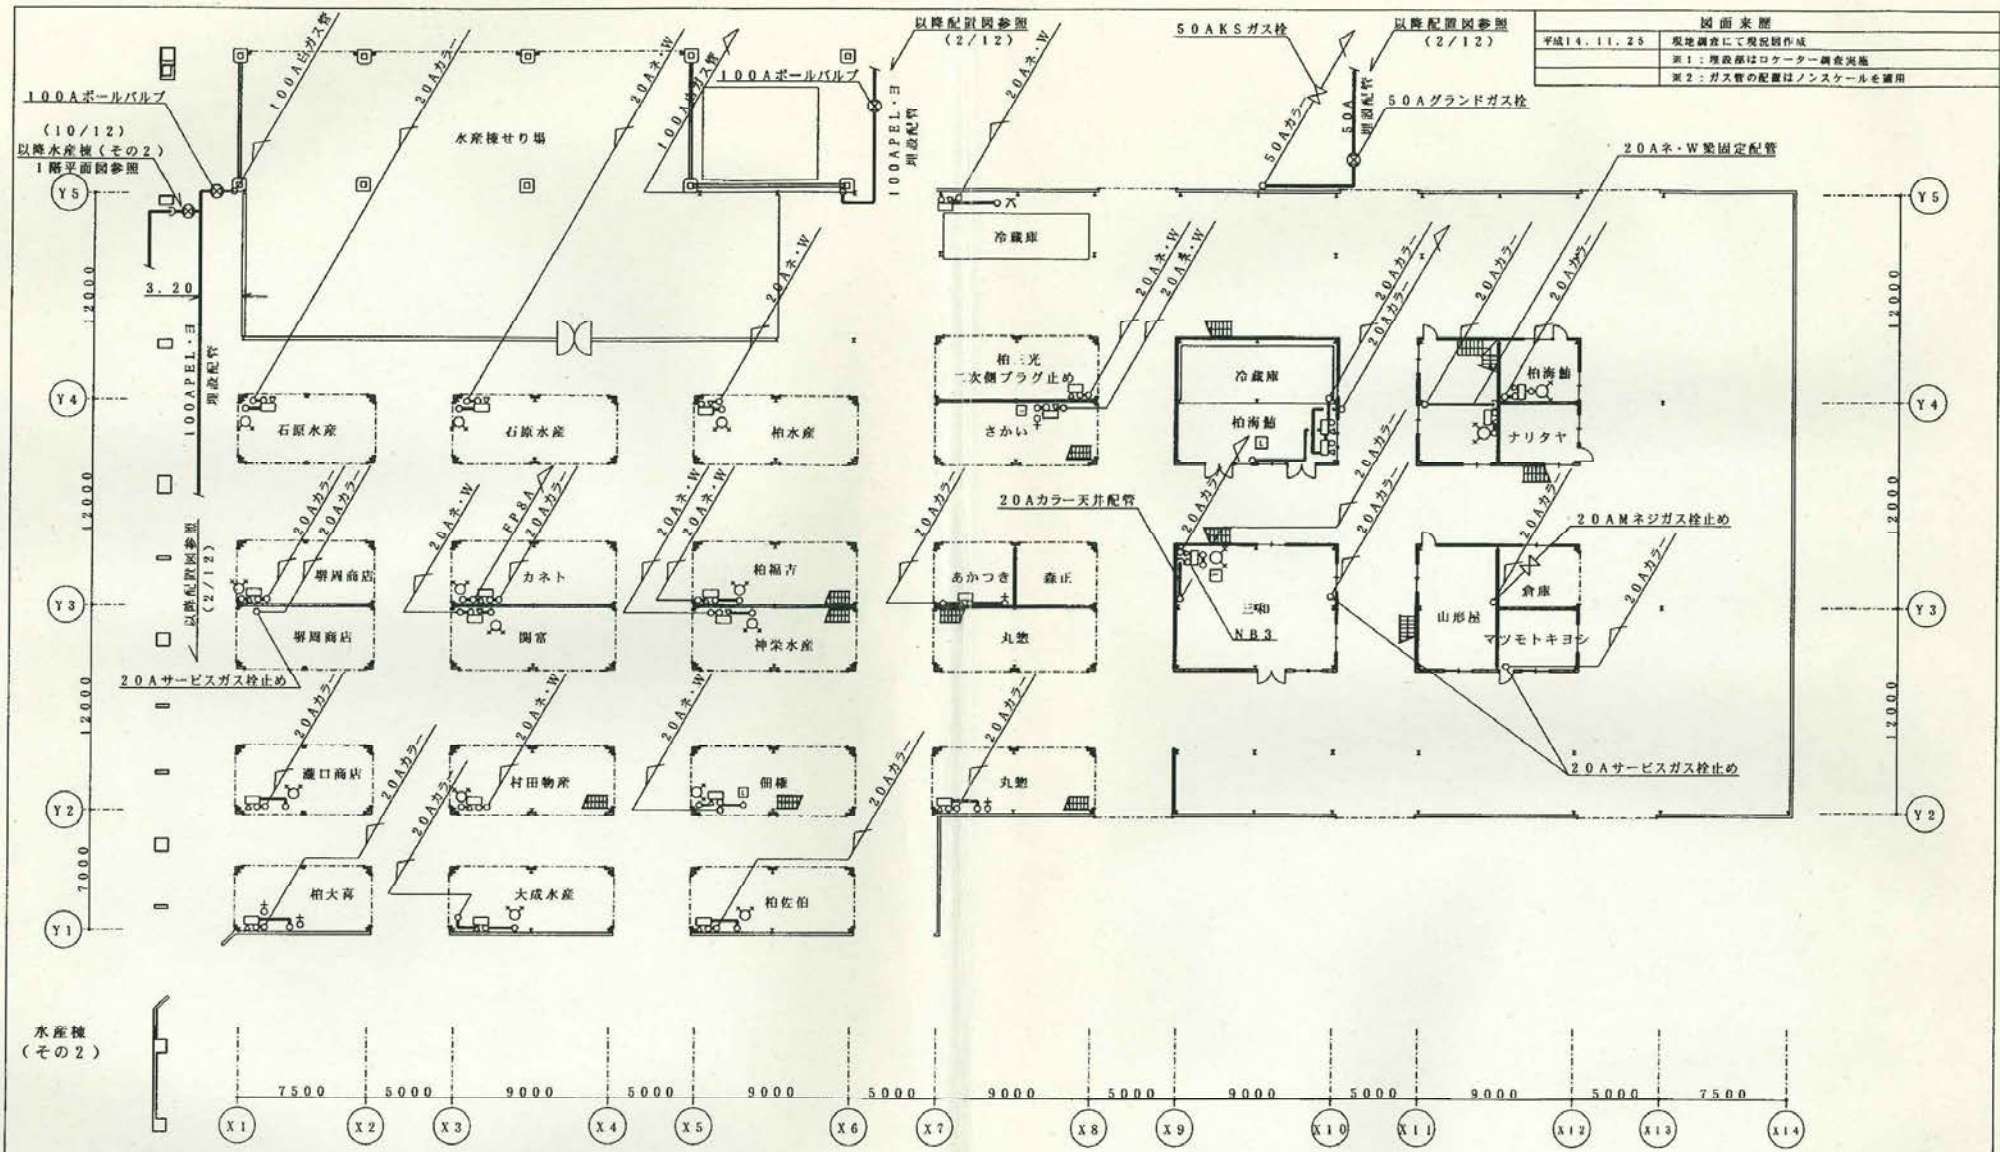 図面来歴
平成14.11.25 現地調査にて現況図作成
※1:埋設部はロケーター調査実施
※2:ガス管の配置はノンスケールを適用
以降配置図参照
(2/12)
50AKSガス栓
以降配置図参照
(2/12)
100A白ガス管
20Aカラー
20Aネ・W
100Aボールバルブ
20Aネ・W
50Aカラー
50A
埋設配管
50Aグランドガス栓
100Aボールバルブ
(10/12)
以降水産棟(その2)
1階平面図参照
水産棟せり場
100APEL・ヨ
埋設配管
20Aネ・W梁固定配管
Y5
Y5
冷蔵庫
20Aネ・W
20Aネ・W
20Aネ・W
20Aカラー
20Aカラー
20Aカラー
20Aカラー
12000
12000
3.20
100APEL・ヨ
埋設配管
柏三光
二次側プラグ止め
冷蔵庫
柏海鮪
Y4
Y4
石原水産
石原水産
柏水産
さかい
柏海鮪
ナリタヤ
12000
12000
20Aカラー
20Aカラー
20Aネ・W
FP8A
20Aカラー
20Aネ・W
20Aネ・W
20Aカラー
20Aカラー天井配管
20Aカラー
20Aカラー
20Aカラー
20Aカラー
20AMネジガス栓止め
20Aカラー
以降配置図参照
(2/12)
堺周商店
カネト
柏福吉
あかつき
森正
倉庫
Y3
Y3
三和
山形屋
堺周商店
関富
神栄水産
丸惣
NB3
マツモトキヨシ
20Aサービスガス栓止め
12000
12000
20Aカラー
20Aネ・W
20Aネ・W
20Aカラー
20Aカラー
20Aカラー
20Aカラー
20Aサービスガス栓止め
瀧口商店
村田物産
佃権
丸惣
Y2
Y2
7000
柏大喜
大成水産
柏佐伯
Y1
水産棟
(その2)
7500 5000 9000 5000 9000 5000 9000 5000 9000 5000 9000 5000 7500
X1 X2 X3 X4 X5 X6 X7 X8 X9 X10 X11 X12 X13 X14